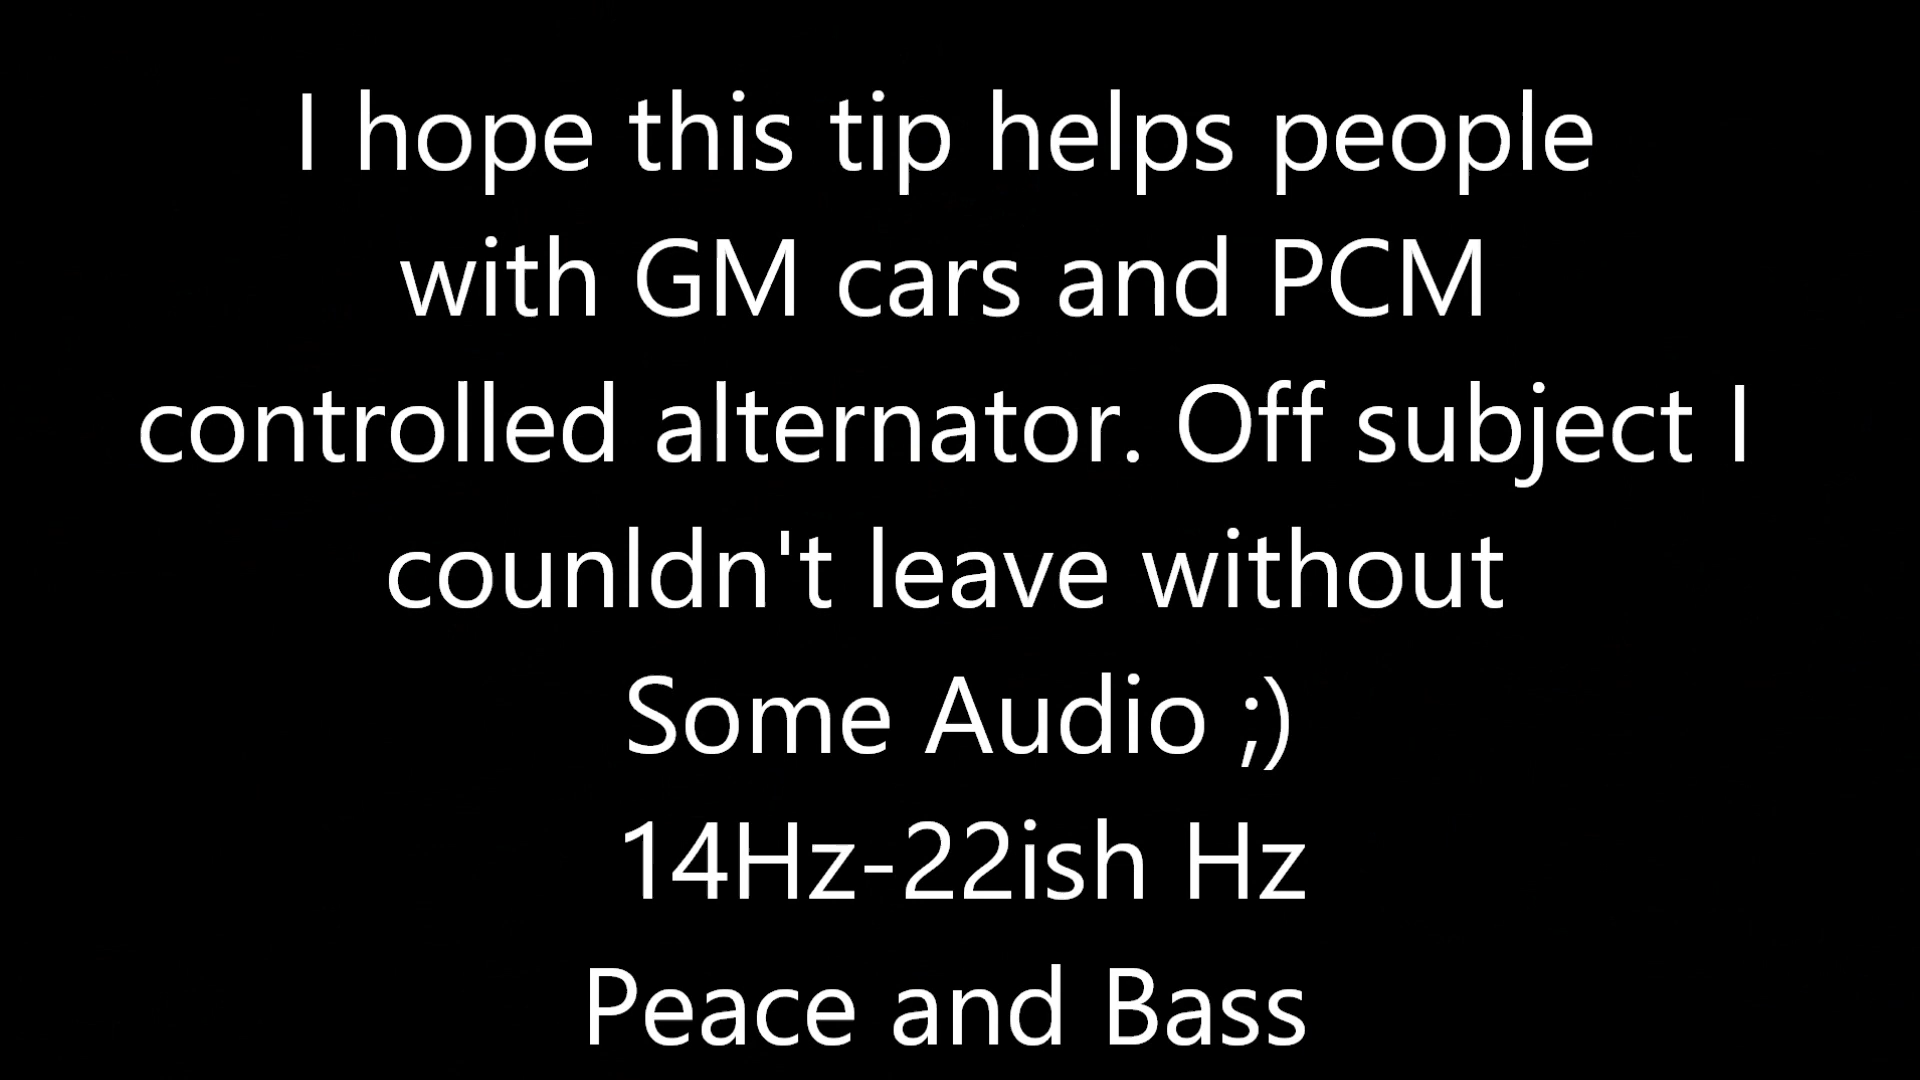 I hope this tip helps people
with GM cars and PCM
controlled alternator. Off subject I
counldn't leave without
Some Audio ;)
14Hz-22ish Hz
Peace and Bass